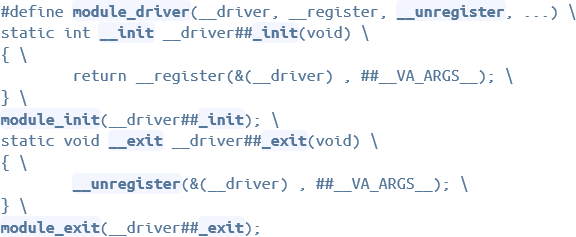 #define module_driver(__driver, __register, __unregister, ...) \
static int __init __driver##_init(void) \
{ \
        return __register(&(__driver) , ##__VA_ARGS__); \
} \
module_init(__driver##_init); \
static void __exit __driver##_exit(void) \
{ \
        __unregister(&(__driver) , ##__VA_ARGS__); \
} \
module_exit(__driver##_exit);